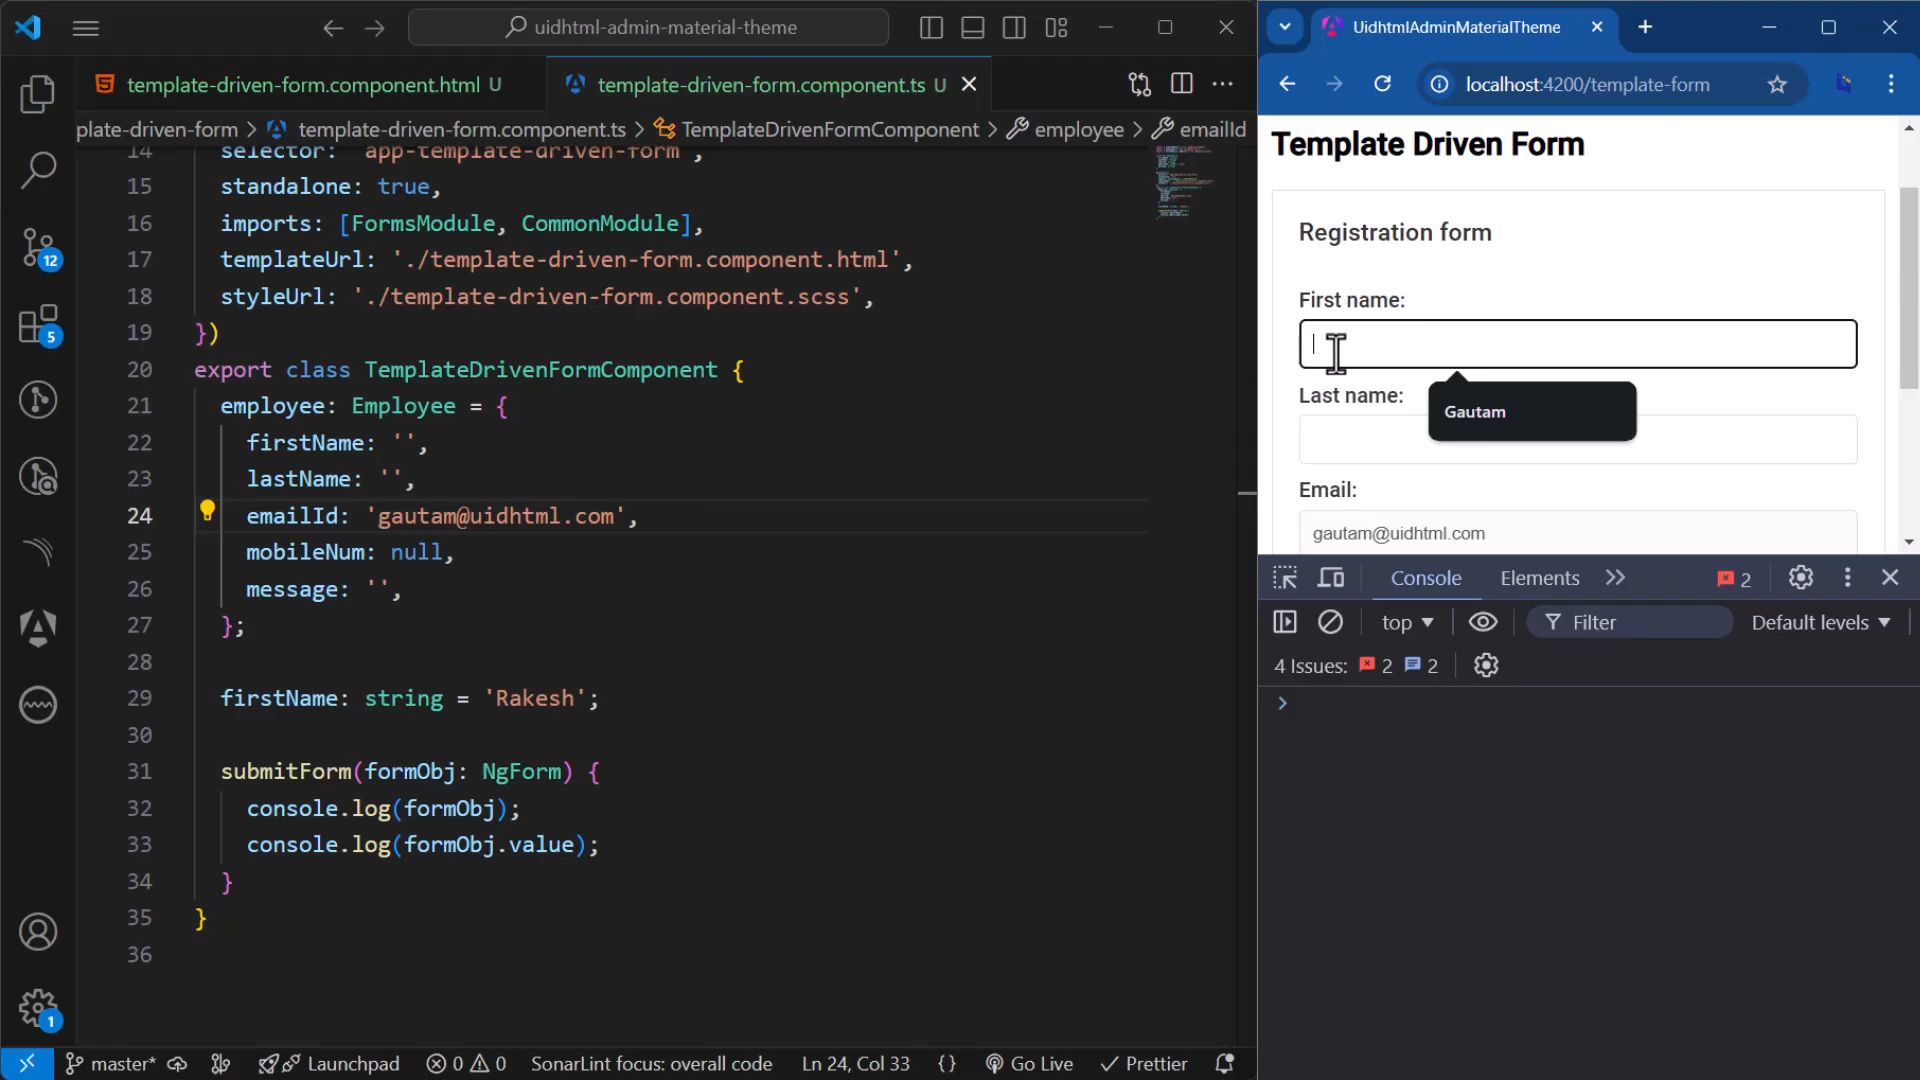 uidhtml-admin-material-theme
template-driven-form.component.html U
template-driven-form.component.ts U
plate-driven-form > template-driven-form.component.ts > TemplateDrivenFormComponent > employee > emailId
14 selector: 'app-template-driven-form',
15 standalone: true,
16 imports: [FormsModule, CommonModule],
17 templateUrl: './template-driven-form.component.html',
18 styleUrl: './template-driven-form.component.scss',
19 })
20 export class TemplateDrivenFormComponent {
21 employee: Employee = {
22 firstName: '',
23 lastName: '',
24 emailId: 'gautam@uidhtml.com',
25 mobileNum: null,
26 message: '',
27 };
28
29 firstName: string = 'Rakesh';
30
31 submitForm(formObj: NgForm) {
32 console.log(formObj);
33 console.log(formObj.value);
34 }
35 }
36
12
5
1
master* Launchpad 0 0 SonarLint focus: overall code Ln 24, Col 33 {} Go Live Prettier
UidhtmlAdminMaterialTheme
localhost:4200/template-form
Template Driven Form
Registration form
First name:
Last name:
Gautam
Email:
gautam@uidhtml.com
Console Elements 2
top Filter Default levels
4 Issues: 2 2